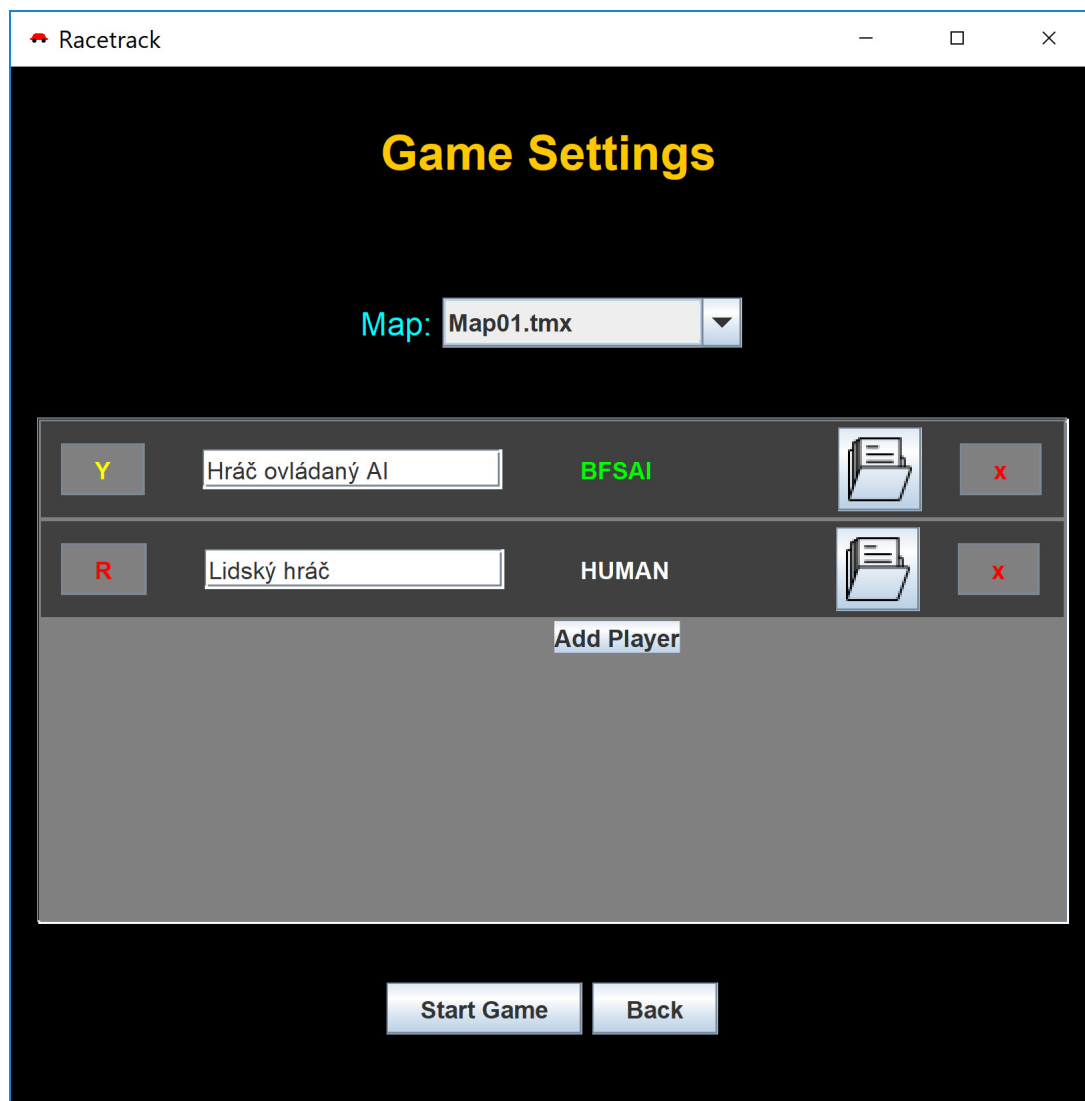 Racetrack
Game Settings
Map: Map01.tmx
Y Hráč ovládaný AI BFSAI x
R Lidský hráč HUMAN x
Add Player
Start Game Back